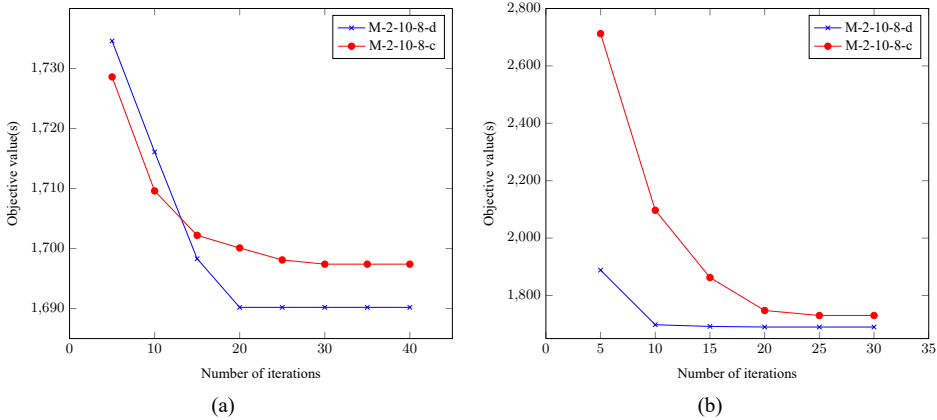 M-2-10-8-d
M-2-10-8-c
1,730
1,720
1,710
1,700
1,690
Objective value(s)
0 10 20 30 40
Number of iterations
(a)
M-2-10-8-d
M-2-10-8-c
2,800
2,600
2,400
2,200
2,000
1,800
Objective value(s)
0 5 10 15 20 25 30 35
Number of iterations
(b)